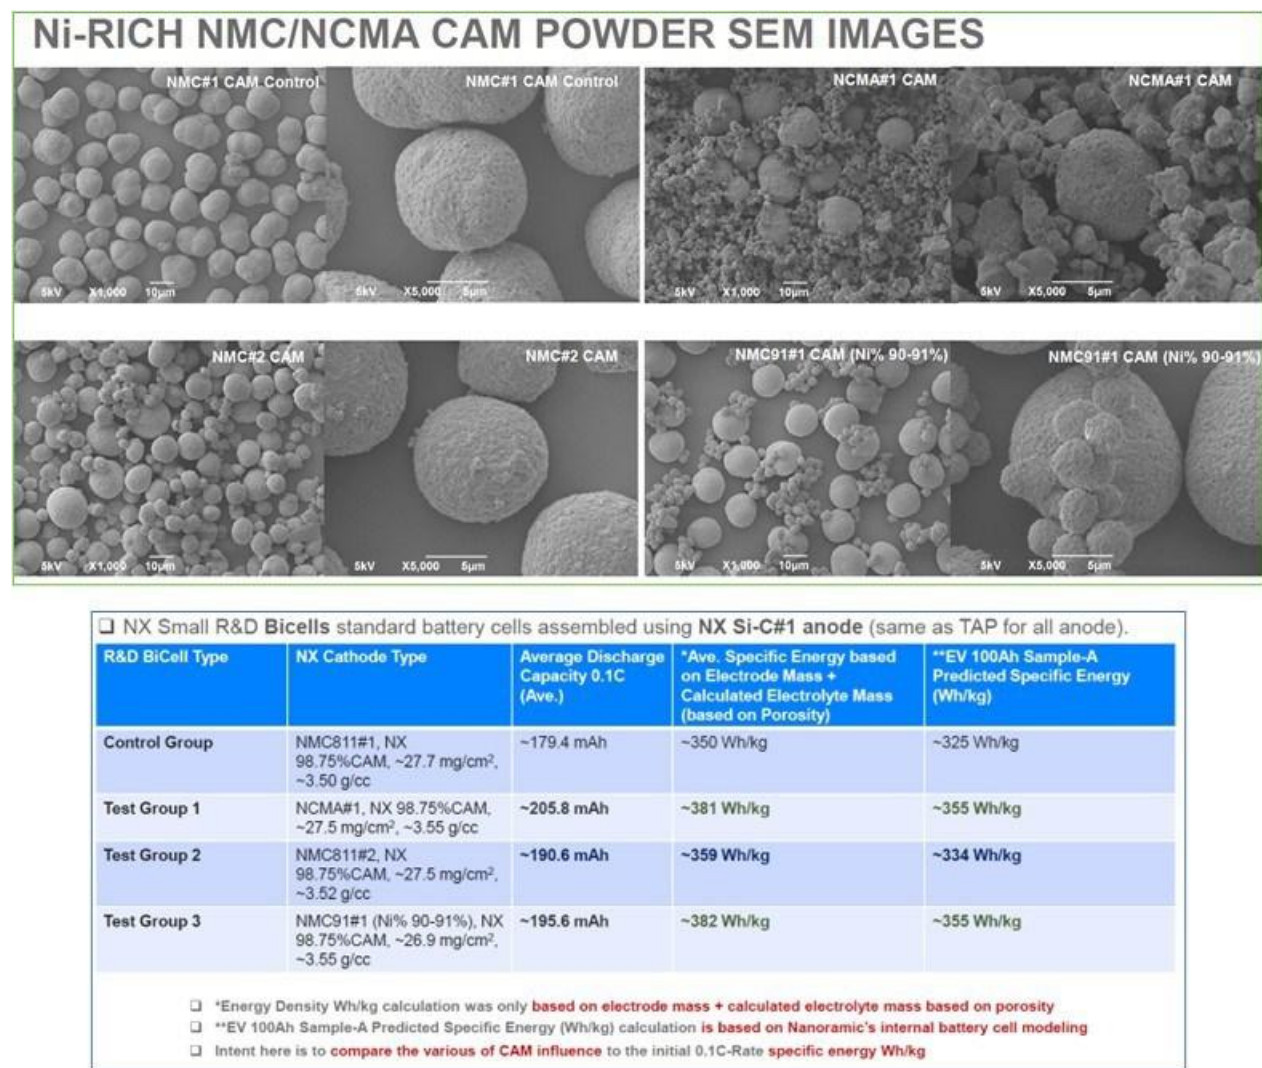 Ni-RICH NMC/NCMA CAM POWDER SEM IMAGES
NMC#1 CAM Control
5kV X1,000 10µm
NMC#1 CAM Control
5kV X5,000 5µm
NCMA#1 CAM
5kV X1,000 10µm
NCMA#1 CAM
5kV X5,000 5µm
NMC#2 CAM
5kV X1,000 10µm
NMC#2 CAM
5kV X5,000 5µm
NMC91#1 CAM (Ni% 90-91%)
5kV X1,000 10µm
NMC91#1 CAM (Ni% 90-91%)
5kV X5,000 5µm
❑ NX Small R&D Bicells standard battery cells assembled using NX Si-C#1 anode (same as TAP for all anode).
R&D BiCell Type
NX Cathode Type
Average Discharge
Capacity 0.1C
(Ave.)
*Ave. Specific Energy based
on Electrode Mass +
Calculated Electrolyte Mass
(based on Porosity)
**EV 100Ah Sample-A
Predicted Specific Energy
(Wh/kg)
Control Group
NMC811#1, NX
98.75%CAM, ~27.7 mg/cm², 
~3.50 g/cc
~179.4 mAh
~350 Wh/kg
~325 Wh/kg
Test Group 1
NCMA#1, NX 98.75%CAM,
~27.5 mg/cm², ~3.55 g/cc
~205.8 mAh
~381 Wh/kg
~355 Wh/kg
Test Group 2
NMC811#2, NX
98.75%CAM, ~27.5 mg/cm²,
~3.52 g/cc
~190.6 mAh
~359 Wh/kg
~334 Wh/kg
Test Group 3
NMC91#1 (Ni% 90-91%), NX
98.75%CAM, ~26.9 mg/cm²,
~3.55 g/cc
~195.6 mAh
~382 Wh/kg
~355 Wh/kg
❑ *Energy Density Wh/kg calculation was only based on electrode mass + calculated electrolyte mass based on porosity
❑ **EV 100Ah Sample-A Predicted Specific Energy (Wh/kg) calculation is based on Nanoramic's internal battery cell modeling
❑ Intent here is to compare the various of CAM influence to the initial 0.1C-Rate specific energy Wh/kg